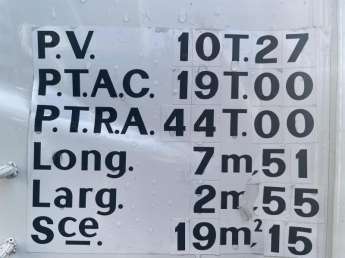 P.V. 10T.27
P.T.A.C. 19T.00
P.T.R.A. 44T.00
Long. 7m,51
Larg. 2m,55
Sce. 19m²,15